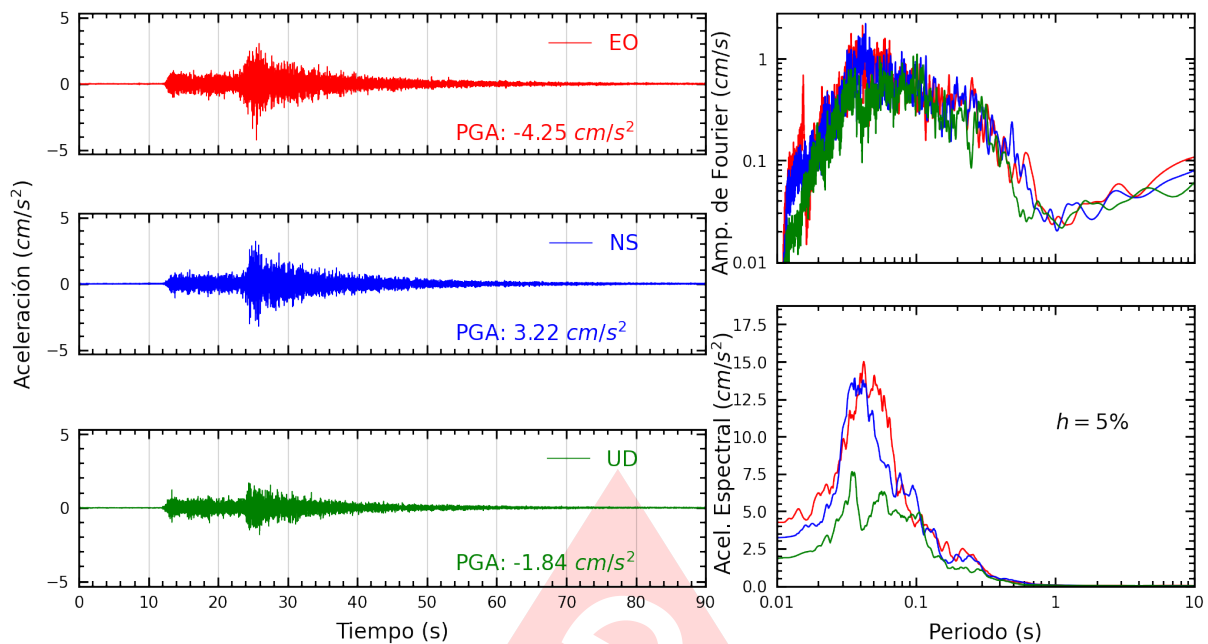 Aceleración (cm/s²)
5
0
−5
EO
PGA: -4.25 cm/s²
5
0
−5
NS
PGA: 3.22 cm/s²
5
0
−5
UD
PGA: -1.84 cm/s²
0 10 20 30 40 50 60 70 80 90
Tiempo (s)
Amp. de Fourier (cm/s)
1
0.1
0.01
Acel. Espectral (cm/s²)
17.5
15.0
12.5
10.0
7.5
5.0
2.5
0.0
h = 5%
0.01 0.1 1 10
Periodo (s)